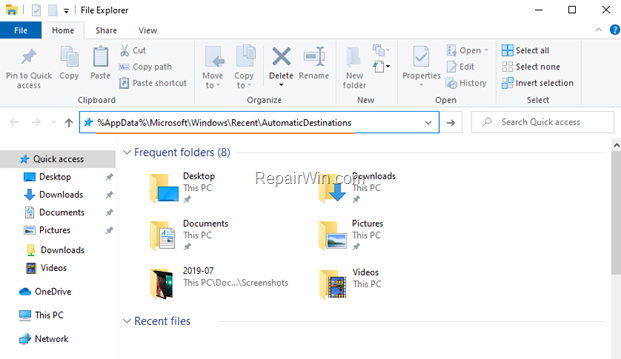 File Explorer
File Home Share View
Pin to Quick access
Copy
Paste
Cut
Copy path
Paste shortcut
Clipboard
Move to
Copy to
Delete
Rename
Organize
New folder
New
Properties
Open
Edit
History
Open
Select all
Select none
Invert selection
Select
%AppData%\Microsoft\Windows\Recent\AutomaticDestinations
Search Quick access
Quick access
Desktop
Downloads
Documents
Pictures
Downloads
Videos
OneDrive
This PC
Network
Frequent folders (8)
Desktop
This PC
Downloads
This PC
RepairWin.com
Documents
This PC
Pictures
This PC
2019-07
This PC\Doc...\Screenshots
Videos
This PC
Recent files